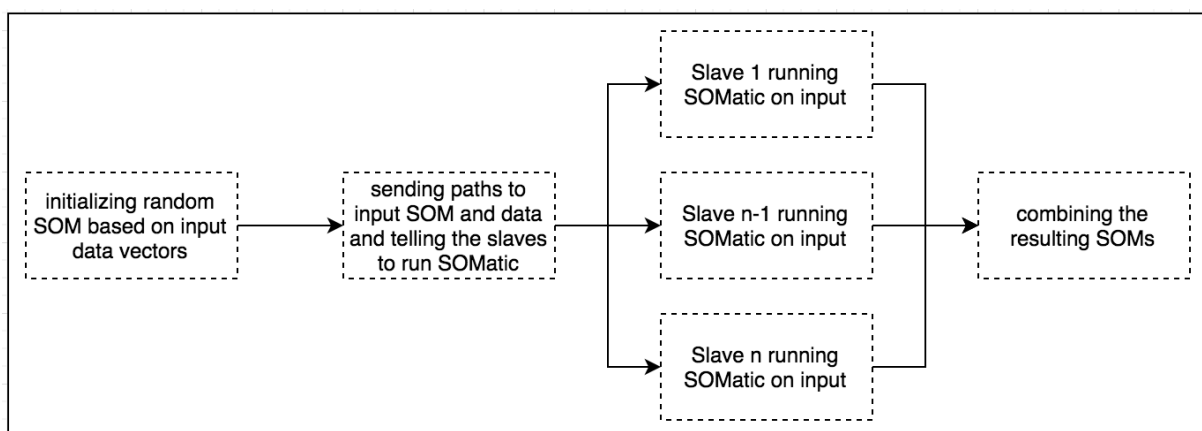 initializing random
SOM based on input
data vectors
sending paths to
input SOM and data
and telling the slaves
to run SOMatic
Slave 1 running
SOMatic on input
Slave n-1 running
SOMatic on input
Slave n running
SOMatic on input
combining the
resulting SOMs